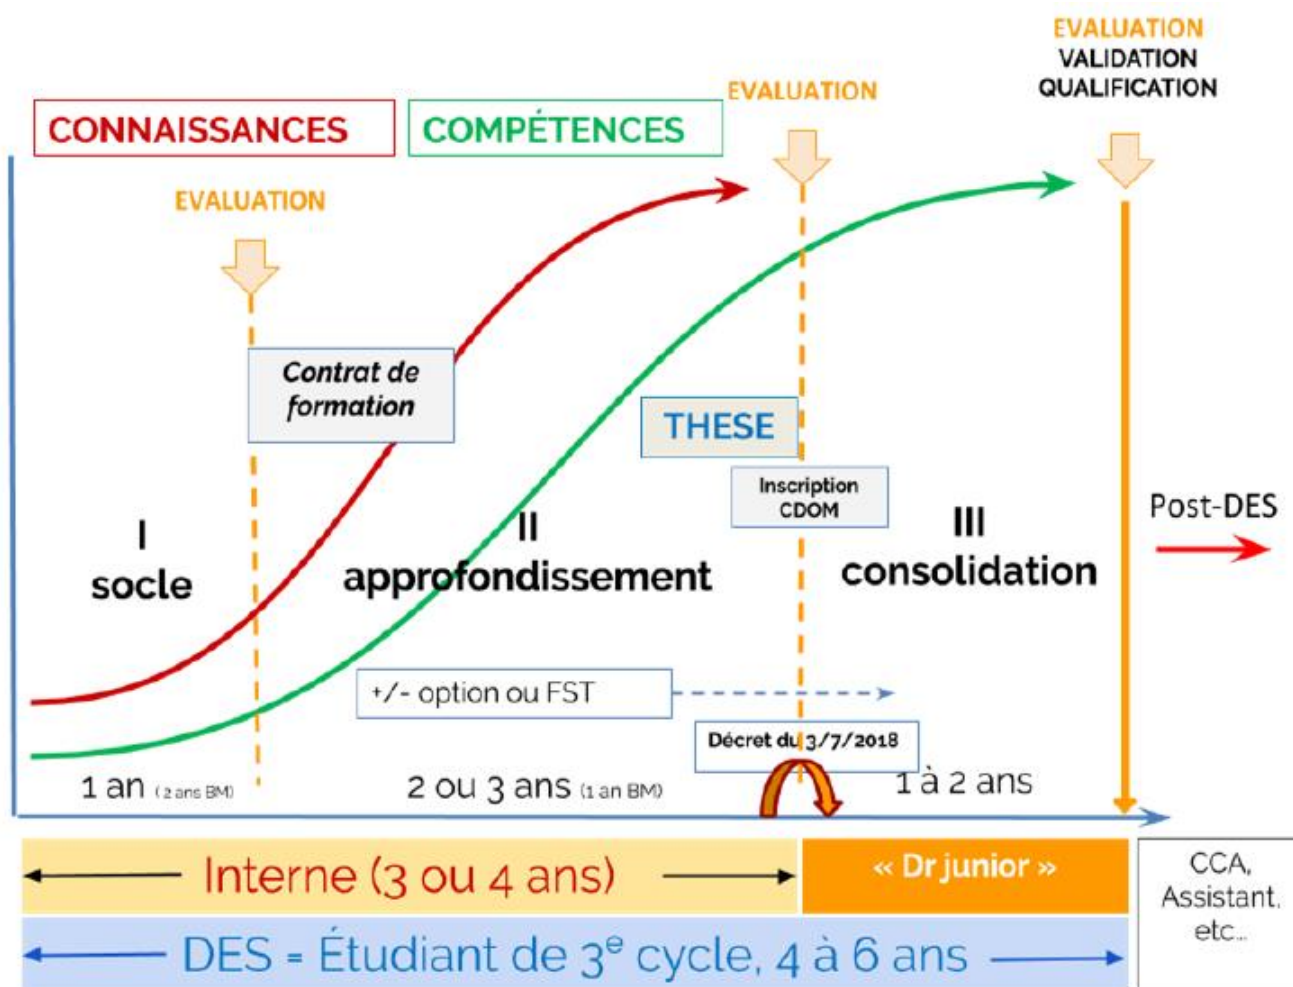 EVALUATION
VALIDATION
QUALIFICATION
EVALUATION
CONNAISSANCES
COMPÉTENCES
EVALUATION
Contrat de
formation
THESE
Inscription
CDOM
I
socle
II
approfondissement
III
consolidation
Post-DES
+/- option ou FST
Décret du 3/7/2018
1 an (2 ans BM)
2 ou 3 ans (1 an BM)
1 à 2 ans
Interne (3 ou 4 ans)
« Dr junior »
CCA,
Assistant,
etc...
DES = Étudiant de 3e cycle, 4 à 6 ans